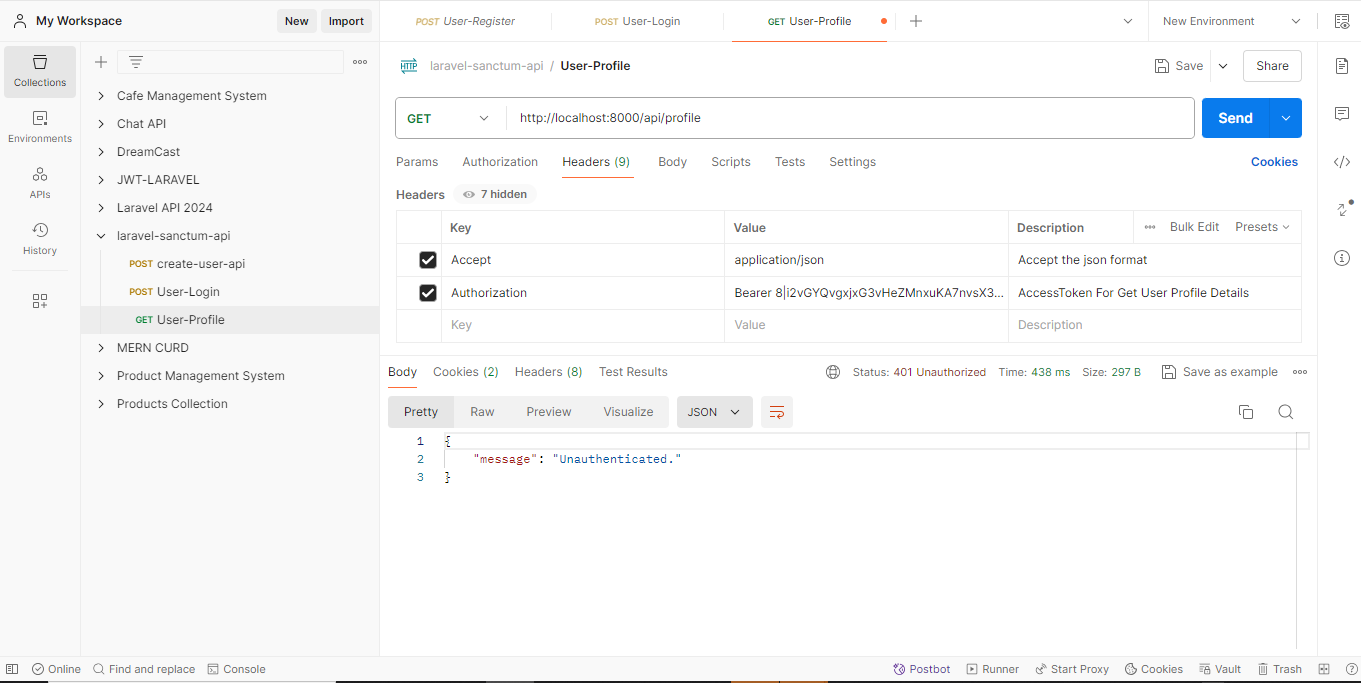 My Workspace New Import POST User-Register POST User-Login GET User-Profile New Environment
Collections
Environments
APIs
History
Cafe Management System
Chat API
DreamCast
JWT-LARAVEL
Laravel API 2024
laravel-sanctum-api
POST create-user-api
POST User-Login
GET User-Profile
MERN CURD
Product Management System
Products Collection
HTTP laravel-sanctum-api / User-Profile Save Share
GET http://localhost:8000/api/profile Send
Params Authorization Headers (9) Body Scripts Tests Settings Cookies
Headers 7 hidden
Key Value Description Bulk Edit Presets
Accept application/json Accept the json format
Authorization Bearer 8|i2vGYQvgxjxG3vHeZMnxuKA7nvsX3... AccessToken For Get User Profile Details
Key Value Description
Body Cookies (2) Headers (8) Test Results Status: 401 Unauthorized Time: 438 ms Size: 297 B Save as example
Pretty Raw Preview Visualize JSON
1 {
2 "message": "Unauthenticated."
3 }
Online Find and replace Console Postbot Runner Start Proxy Cookies Vault Trash